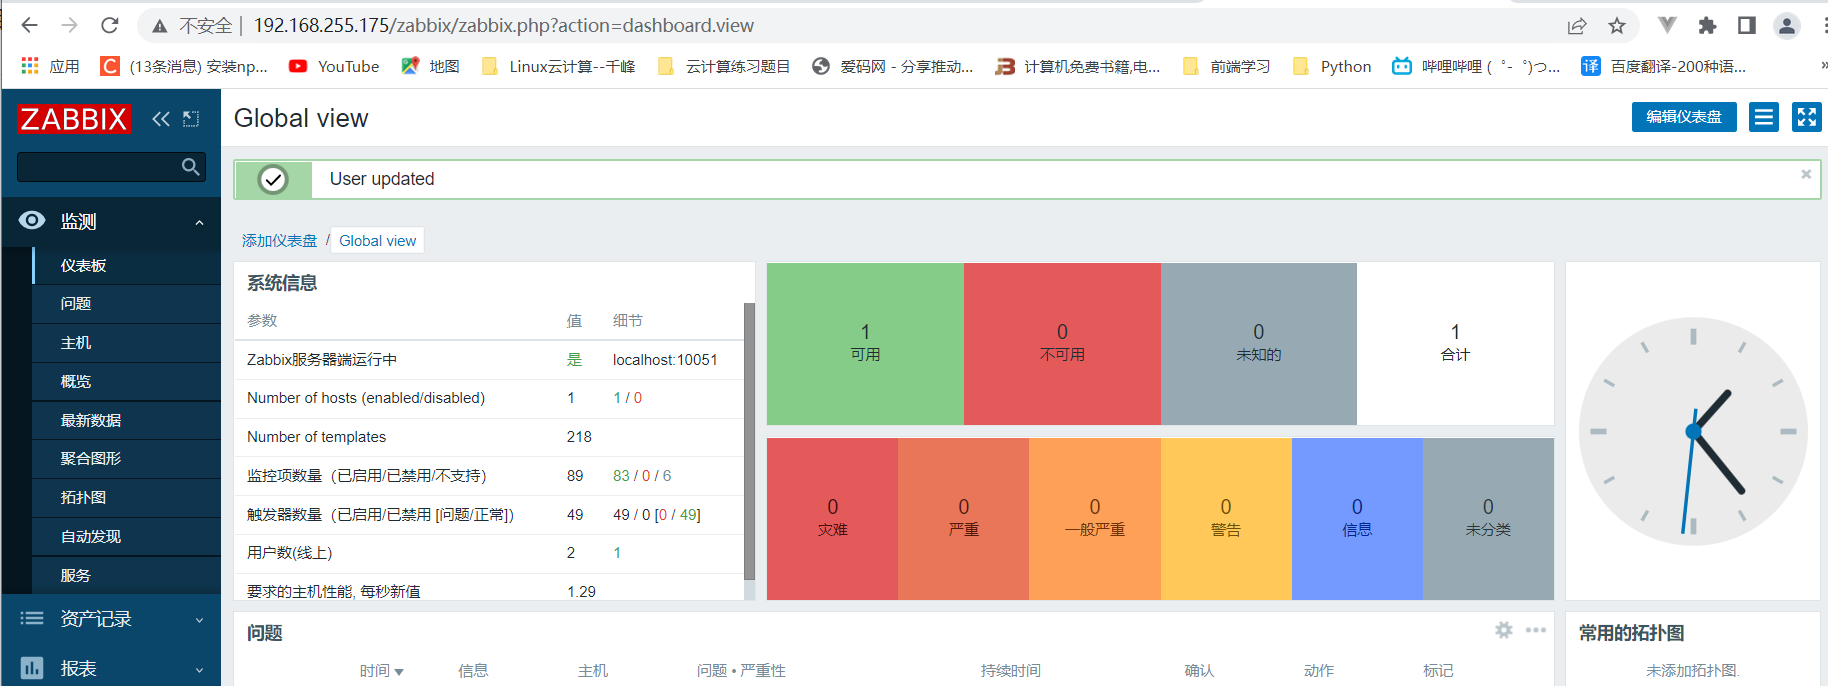 不安全 | 192.168.255.175/zabbix/zabbix.php?action=dashboard.view
应用 (13条消息) 安装np... YouTube 地图 Linux云计算--千峰 云计算练习题目 爱码网 - 分享推动... 计算机免费书籍,电... 前端学习 Python 哔哩哔哩 (゜-゜)つ... 百度翻译-200种语... »
ZABBIX
监测
仪表板
问题
主机
概览
最新数据
聚合图形
拓扑图
自动发现
服务
资产记录
报表
Global view
编辑仪表盘
User updated
添加仪表盘 / Global view
系统信息
参数 值 细节
Zabbix服务器端运行中 是 localhost:10051
Number of hosts (enabled/disabled) 1 1 / 0
Number of templates 218
监控项数量 (已启用/已禁用/不支持) 89 83 / 0 / 6
触发器数量 (已启用/已禁用 [问题/正常]) 49 49 / 0 [0 / 49]
用户数(线上) 2 1
要求的主机性能, 每秒新值 1.29
1 0 0 1
可用 不可用 未知的 合计
0 0 0 0 0 0
灾难 严重 一般严重 警告 信息 未分类
问题
时间 信息 主机 问题 • 严重性 持续时间 确认 动作 标记
常用的拓扑图
未添加拓扑图.